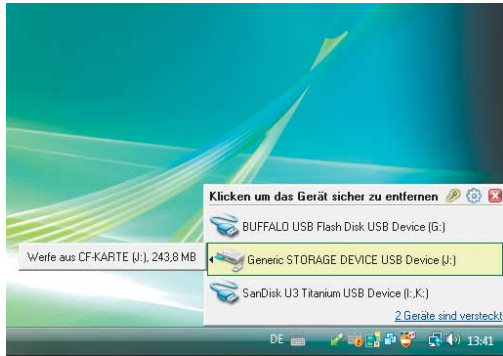 Klicken um das Gerät sicher zu entfernen
BUFFALO USB Flash Disk USB Device (G:)
Werfe aus CF-KARTE (J:), 243,8 MB
Generic STORAGE DEVICE USB Device (J:)
SanDisk U3 Titanium USB Device (I:,K:)
2 Geräte sind versteckt
DE
13:41